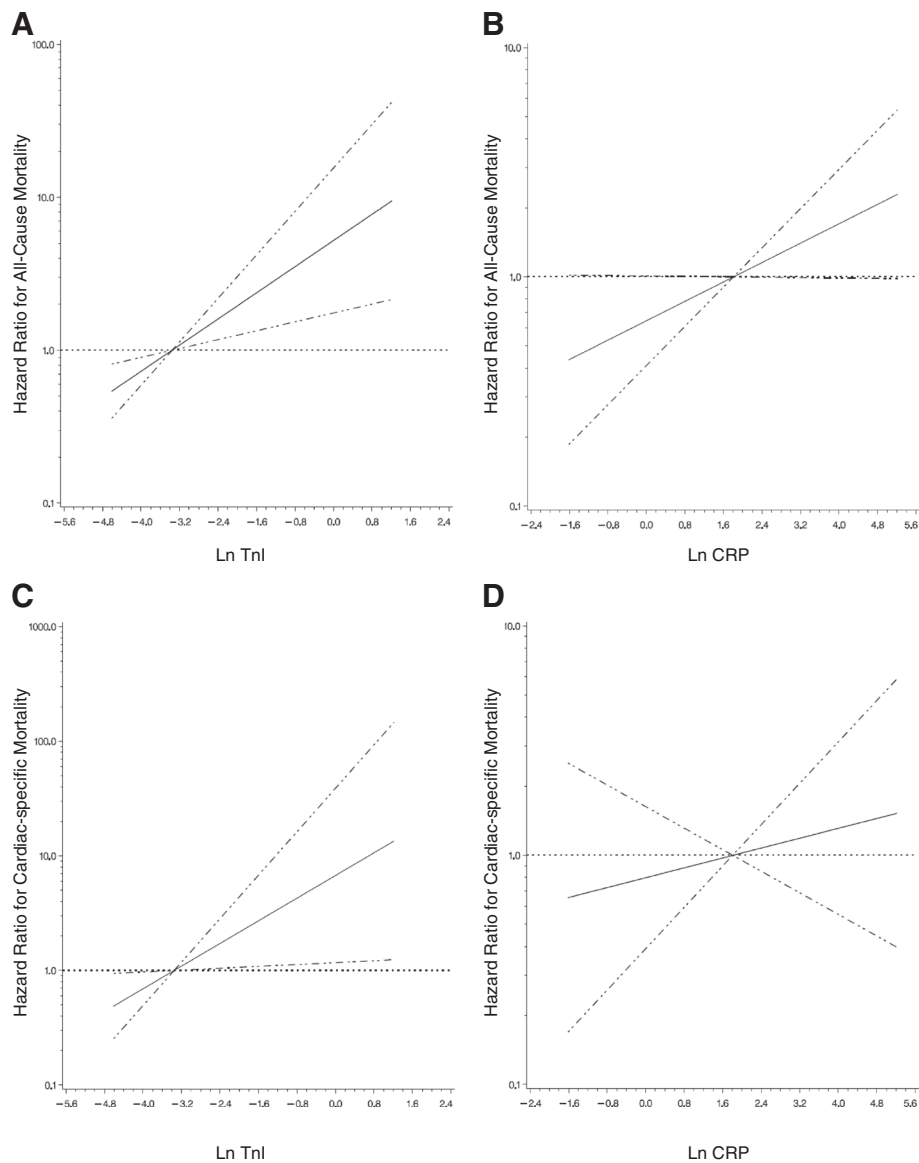 A
Hazard Ratio for All-Cause Mortality
100.0
10.0
1.0
0.1
−5.6 −4.8 −4.0 −3.2 −2.4 −1.6 −0.8 0.0 0.8 1.6 2.4
Ln TnI
B
Hazard Ratio for All-Cause Mortality
10.0
1.0
0.1
−2.4 −1.6 −0.8 0.0 0.8 1.6 2.4 3.2 4.0 4.8 5.6
Ln CRP
C
Hazard Ratio for Cardiac-specific Mortality
1000.0
100.0
10.0
1.0
0.1
−5.6 −4.8 −4.0 −3.2 −2.4 −1.6 −0.8 0.0 0.8 1.6 2.4
Ln TnI
D
Hazard Ratio for Cardiac-specific Mortality
10.0
1.0
0.1
−2.4 −1.6 −0.8 0.0 0.8 1.6 2.4 3.2 4.0 4.8 5.6
Ln CRP